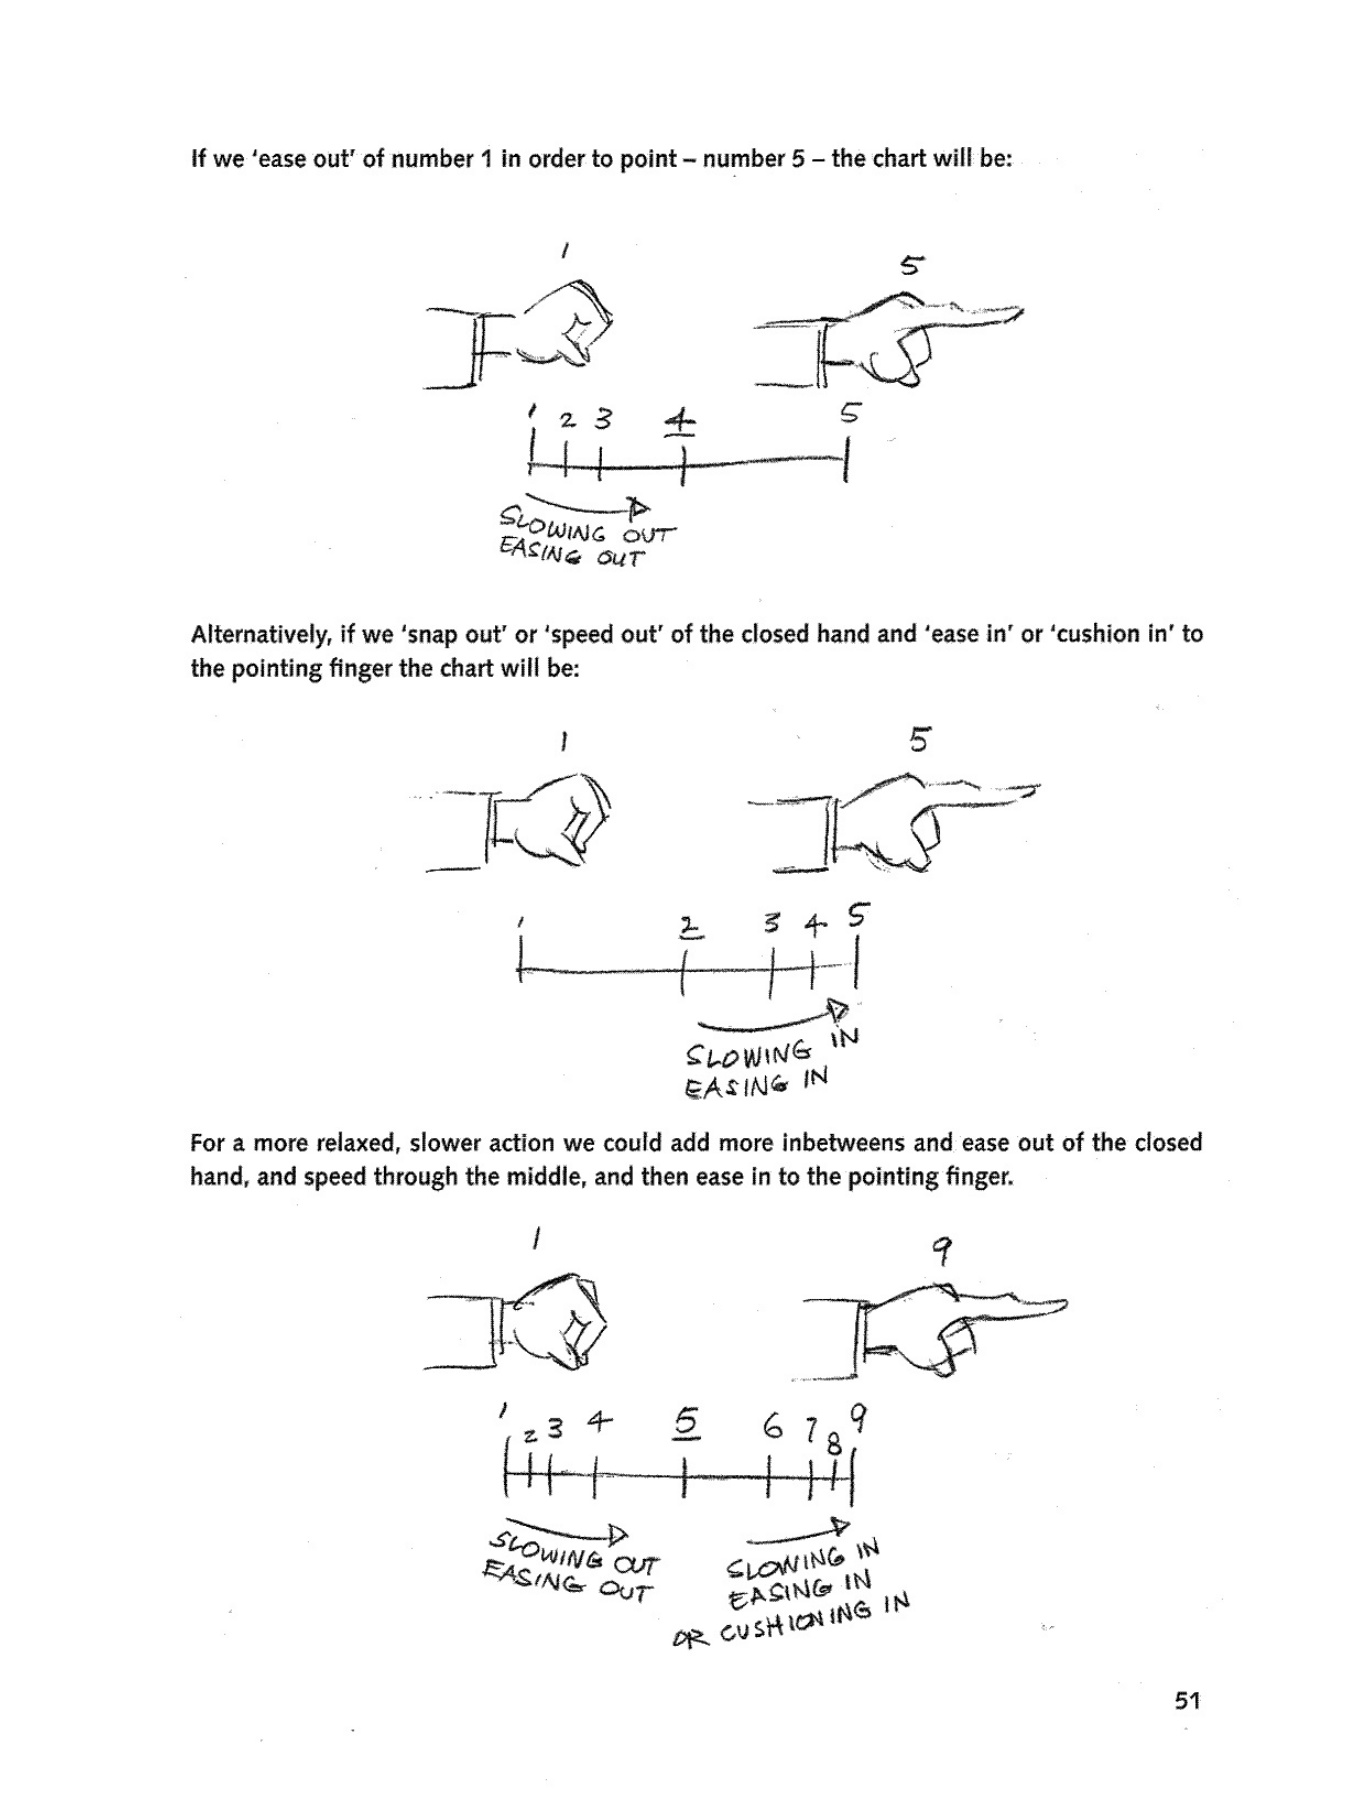 If we 'ease out' of number 1 in order to point – number 5 – the chart will be:
1 5
1 2 3 4 5
SLOWING OUT
EASING OUT
Alternatively, if we 'snap out' or 'speed out' of the closed hand and 'ease in' or 'cushion in' to
the pointing finger the chart will be:
1 5
1 2 3 4 5
SLOWING IN
EASING IN
For a more relaxed, slower action we could add more inbetweens and ease out of the closed
hand, and speed through the middle, and then ease in to the pointing finger.
1 9
1 2 3 4 5 6 7 8 9
SLOWING OUT
EASING OUT
SLOWING IN
EASING IN
OR CUSHIONING IN
51